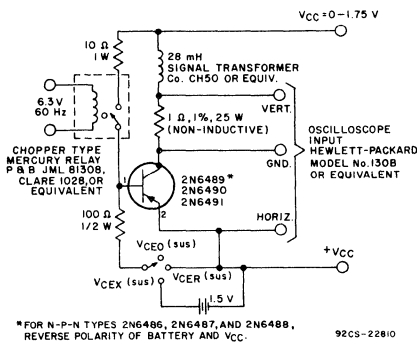 VCC=0-1.75 V
10 Ω
1W
28 mH
SIGNAL TRANSFORMER
Co. CH50 OR EQUIV.
6.3V
60 Hz
VERT.
1 Ω, 1%, 25 W
(NON-INDUCTIVE)
OSCILLOSCOPE
INPUT
HEWLETT-PACKARD
MODEL No.130B
OR EQUIVALENT
GND.
CHOPPER TYPE
MERCURY RELAY
P & B JML 81308,
CLARE 1028,OR
EQUIVALENT
1
2N6489*
2N6490
2N6491
2
HORIZ.
100 Ω
1/2 W
VCEO (sus)
+VCC
VCEX (sus)
VCER (sus)
1.5 V
*FOR N-P-N TYPES 2N6486, 2N6487, AND 2N6488,
REVERSE POLARITY OF BATTERY AND VCC.
92CS-22810